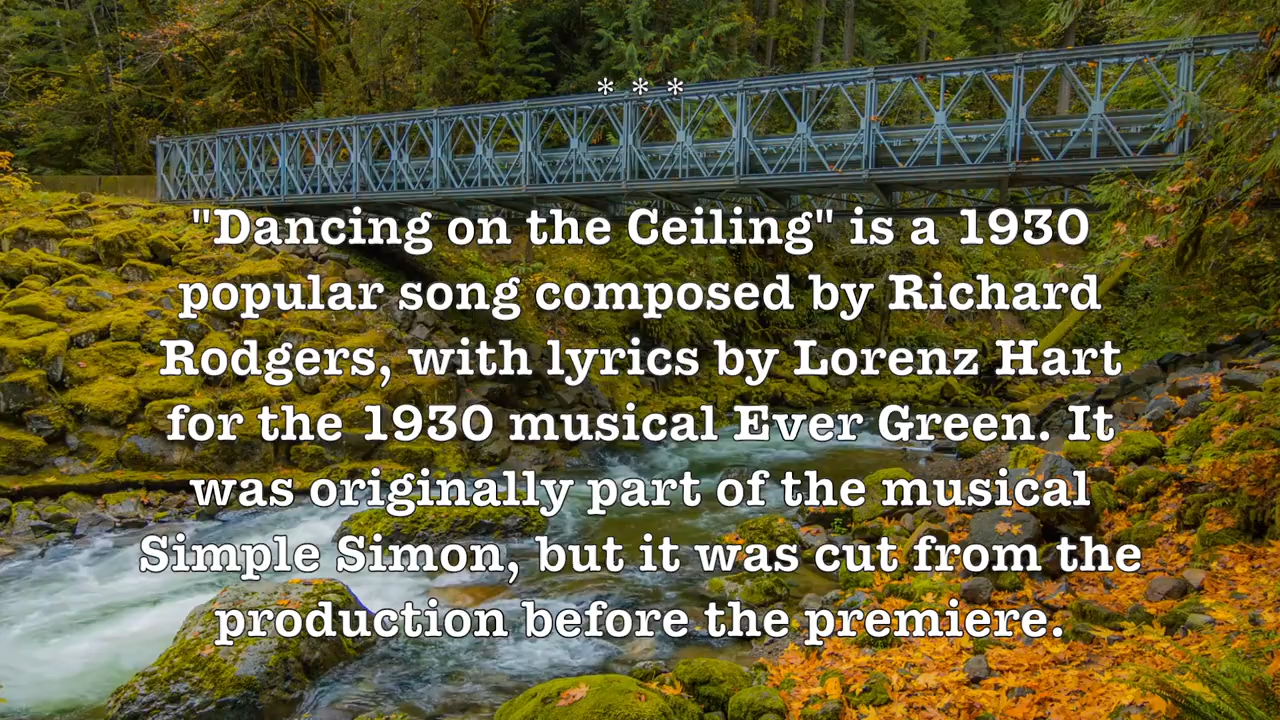 * * *
"Dancing on the Ceiling" is a 1930
popular song composed by Richard
Rodgers, with lyrics by Lorenz Hart
for the 1930 musical Ever Green. It
was originally part of the musical
Simple Simon, but it was cut from the
production before the premiere.